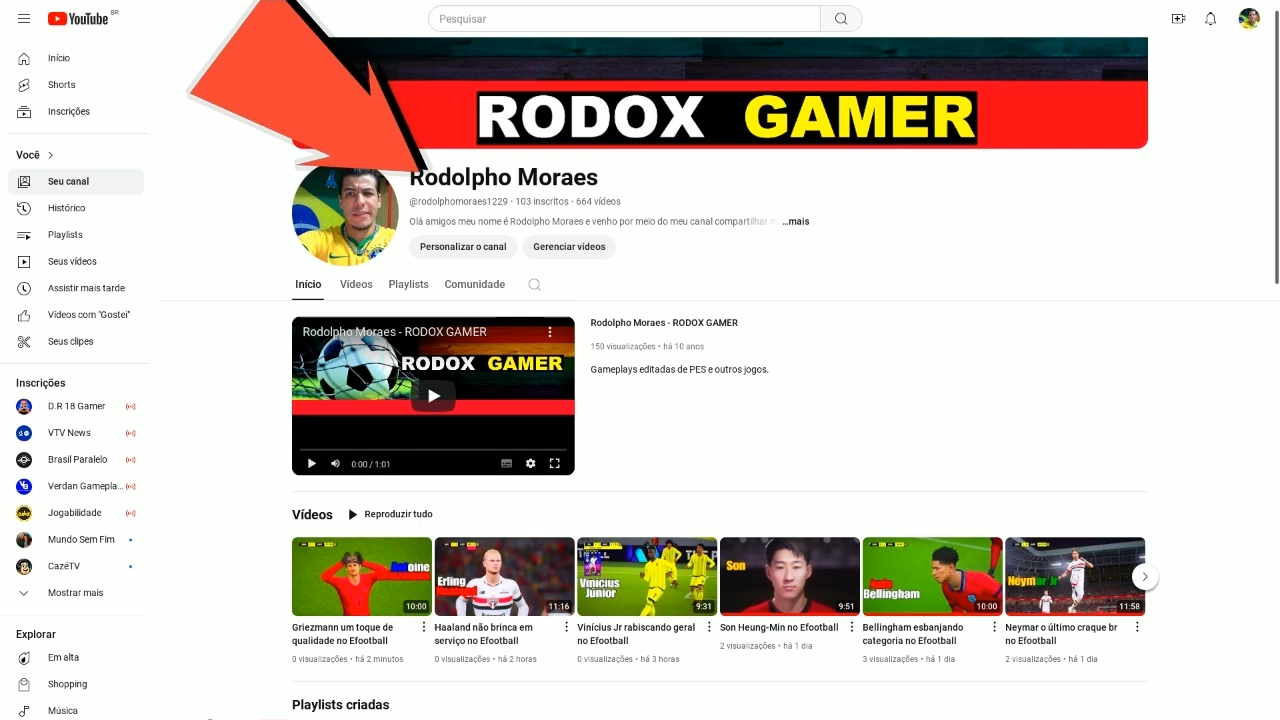 YouTube BR
Pesquisar
Início
Shorts
Inscrições
Você
Seu canal
Histórico
Playlists
Seus vídeos
Assistir mais tarde
Vídeos com "Gostei"
Seus clipes
Inscrições
D.R 18 Gamer
VTV News
Brasil Paralelo
Verdan Gamepla...
Jogabilidade
Mundo Sem Fim
CazéTV
Mostrar mais
Explorar
Em alta
Shopping
Música
RODOX GAMER
Rodolpho Moraes
@rodolphomoraes1229 · 103 inscritos · 664 vídeos
Olá amigos meu nome é Rodolpho Moraes e venho por meio do meu canal compartilhar m ...mais
Personalizar o canal
Gerenciar vídeos
Início Vídeos Playlists Comunidade
Rodolpho Moraes - RODOX GAMER
RODOX GAMER
0:00 / 1:01
Rodolpho Moraes - RODOX GAMER
150 visualizações · há 10 anos
Gameplays editadas de PES e outros jogos.
Vídeos
Reproduzir tudo
Antoine
10:00
Griezmann um toque de
qualidade no Efootball
0 visualizações · há 2 minutos
Erling
11:16
Haaland não brinca em
serviço no Efootball
0 visualizações · há 2 horas
Vinícius
Júnior
9:31
Vinícius Jr rabiscando geral
no Efootball
0 visualizações · há 3 horas
Son
9:51
Son Heung-Min no Efootball
2 visualizações · há 1 dia
Jude
Bellingham
10:00
Bellingham esbanjando
categoria no Efootball
3 visualizações · há 1 dia
Neymar Jr
11:58
Neymar o último craque br
no Efootball
2 visualizações · há 1 dia
Playlists criadas